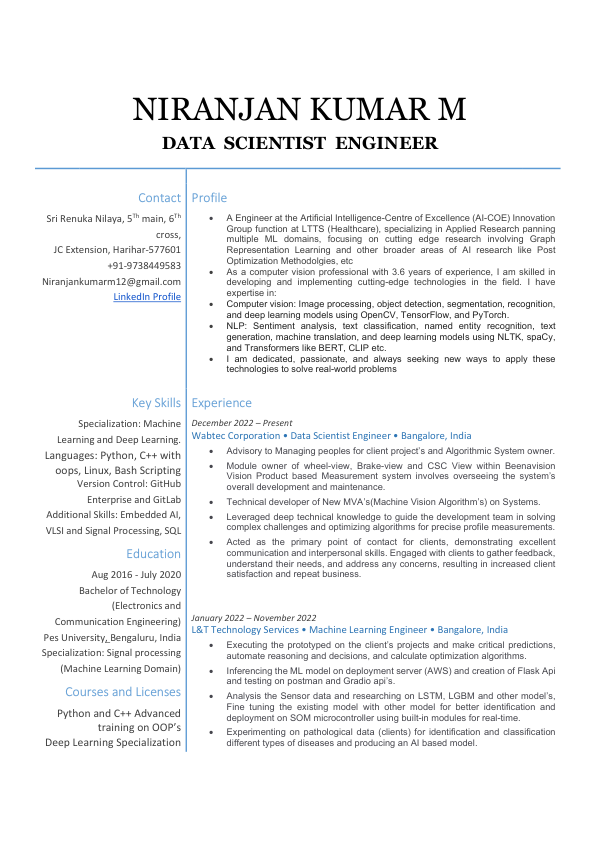 NIRANJAN KUMAR M
DATA SCIENTIST ENGINEER
Contact
Sri Renuka Nilaya, 5Th main, 6Th
cross,
JC Extension, Harihar-577601
+91-9738449583
Niranjankumarm12@gmail.com
LinkedIn Profile
Profile
• A Engineer at the Artificial Intelligence-Centre of Excellence (AI-COE) Innovation
Group function at LTTS (Healthcare), specializing in Applied Research panning
multiple ML domains, focusing on cutting edge research involving Graph
Representation Learning and other broader areas of AI research like Post
Optimization Methodolgies, etc
• As a computer vision professional with 3.6 years of experience, I am skilled in
developing and implementing cutting-edge technologies in the field. I have
expertise in:
• Computer vision: Image processing, object detection, segmentation, recognition,
and deep learning models using OpenCV, TensorFlow, and PyTorch.
• NLP: Sentiment analysis, text classification, named entity recognition, text
generation, machine translation, and deep learning models using NLTK, spaCy,
and Transformers like BERT, CLIP etc.
• I am dedicated, passionate, and always seeking new ways to apply these
technologies to solve real-world problems
Key Skills
Specialization: Machine
Learning and Deep Learning.
Languages: Python, C++ with
oops, Linux, Bash Scripting
Version Control: GitHub
Enterprise and GitLab
Additional Skills: Embedded AI,
VLSI and Signal Processing, SQL
Education
Aug 2016 - July 2020
Bachelor of Technology
(Electronics and
Communication Engineering)
Pes University, Bengaluru, India
Specialization: Signal processing
(Machine Learning Domain)
Courses and Licenses
Python and C++ Advanced
training on OOP's
Deep Learning Specialization
Experience
December 2022 – Present
Wabtec Corporation • Data Scientist Engineer • Bangalore, India
• Advisory to Managing peoples for client project's and Algorithmic System owner.
• Module owner of wheel-view, Brake-view and CSC View within Beenavision
Vision Product based Measurement system involves overseeing the system's
overall development and maintenance.
• Technical developer of New MVA's(Machine Vision Algorithm's) on Systems.
• Leveraged deep technical knowledge to guide the development team in solving
complex challenges and optimizing algorithms for precise profile measurements.
• Acted as the primary point of contact for clients, demonstrating excellent
communication and interpersonal skills. Engaged with clients to gather feedback,
understand their needs, and address any concerns, resulting in increased client
satisfaction and repeat business.
January 2022 – November 2022
L&T Technology Services • Machine Learning Engineer • Bangalore, India
• Executing the prototyped on the client's projects and make critical predictions,
automate reasoning and decisions, and calculate optimization algorithms.
• Inferencing the ML model on deployment server (AWS) and creation of Flask Api
and testing on postman and Gradio api's.
• Analysis the Sensor data and researching on LSTM, LGBM and other model's,
Fine tuning the existing model with other model for better identification and
deployment on SOM microcontroller using built-in modules for real-time.
• Experimenting on pathological data (clients) for identification and classification
different types of diseases and producing an AI based model.